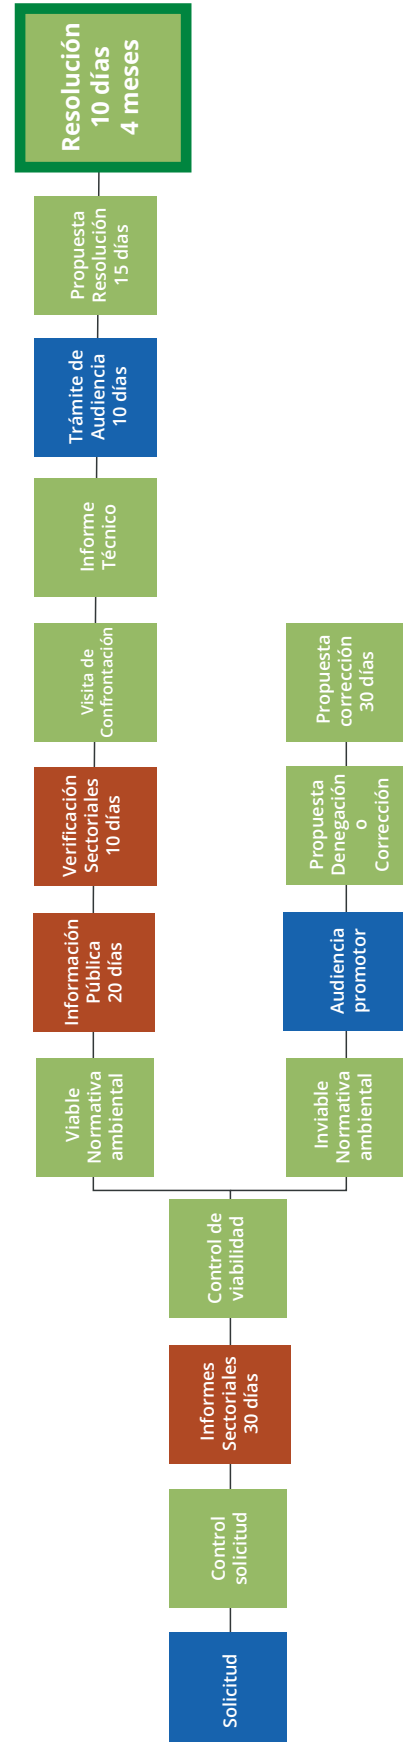 Solicitud
Control
solicitud
Informes
Sectoriales
30 días
Control de
viabilidad
Viable
Normativa
ambiental
Información
Pública
20 días
Verificación
Sectoriales
10 días
Visita de
Confrontación
Informe
Técnico
Trámite de
Audiencia
10 días
Propuesta
Resolución
15 días
Resolución
10 días
4 meses
Inviable
Normativa
ambiental
Audiencia
promotor
Propuesta
Denegación
o
Corrección
Propuesta
corrección
30 días